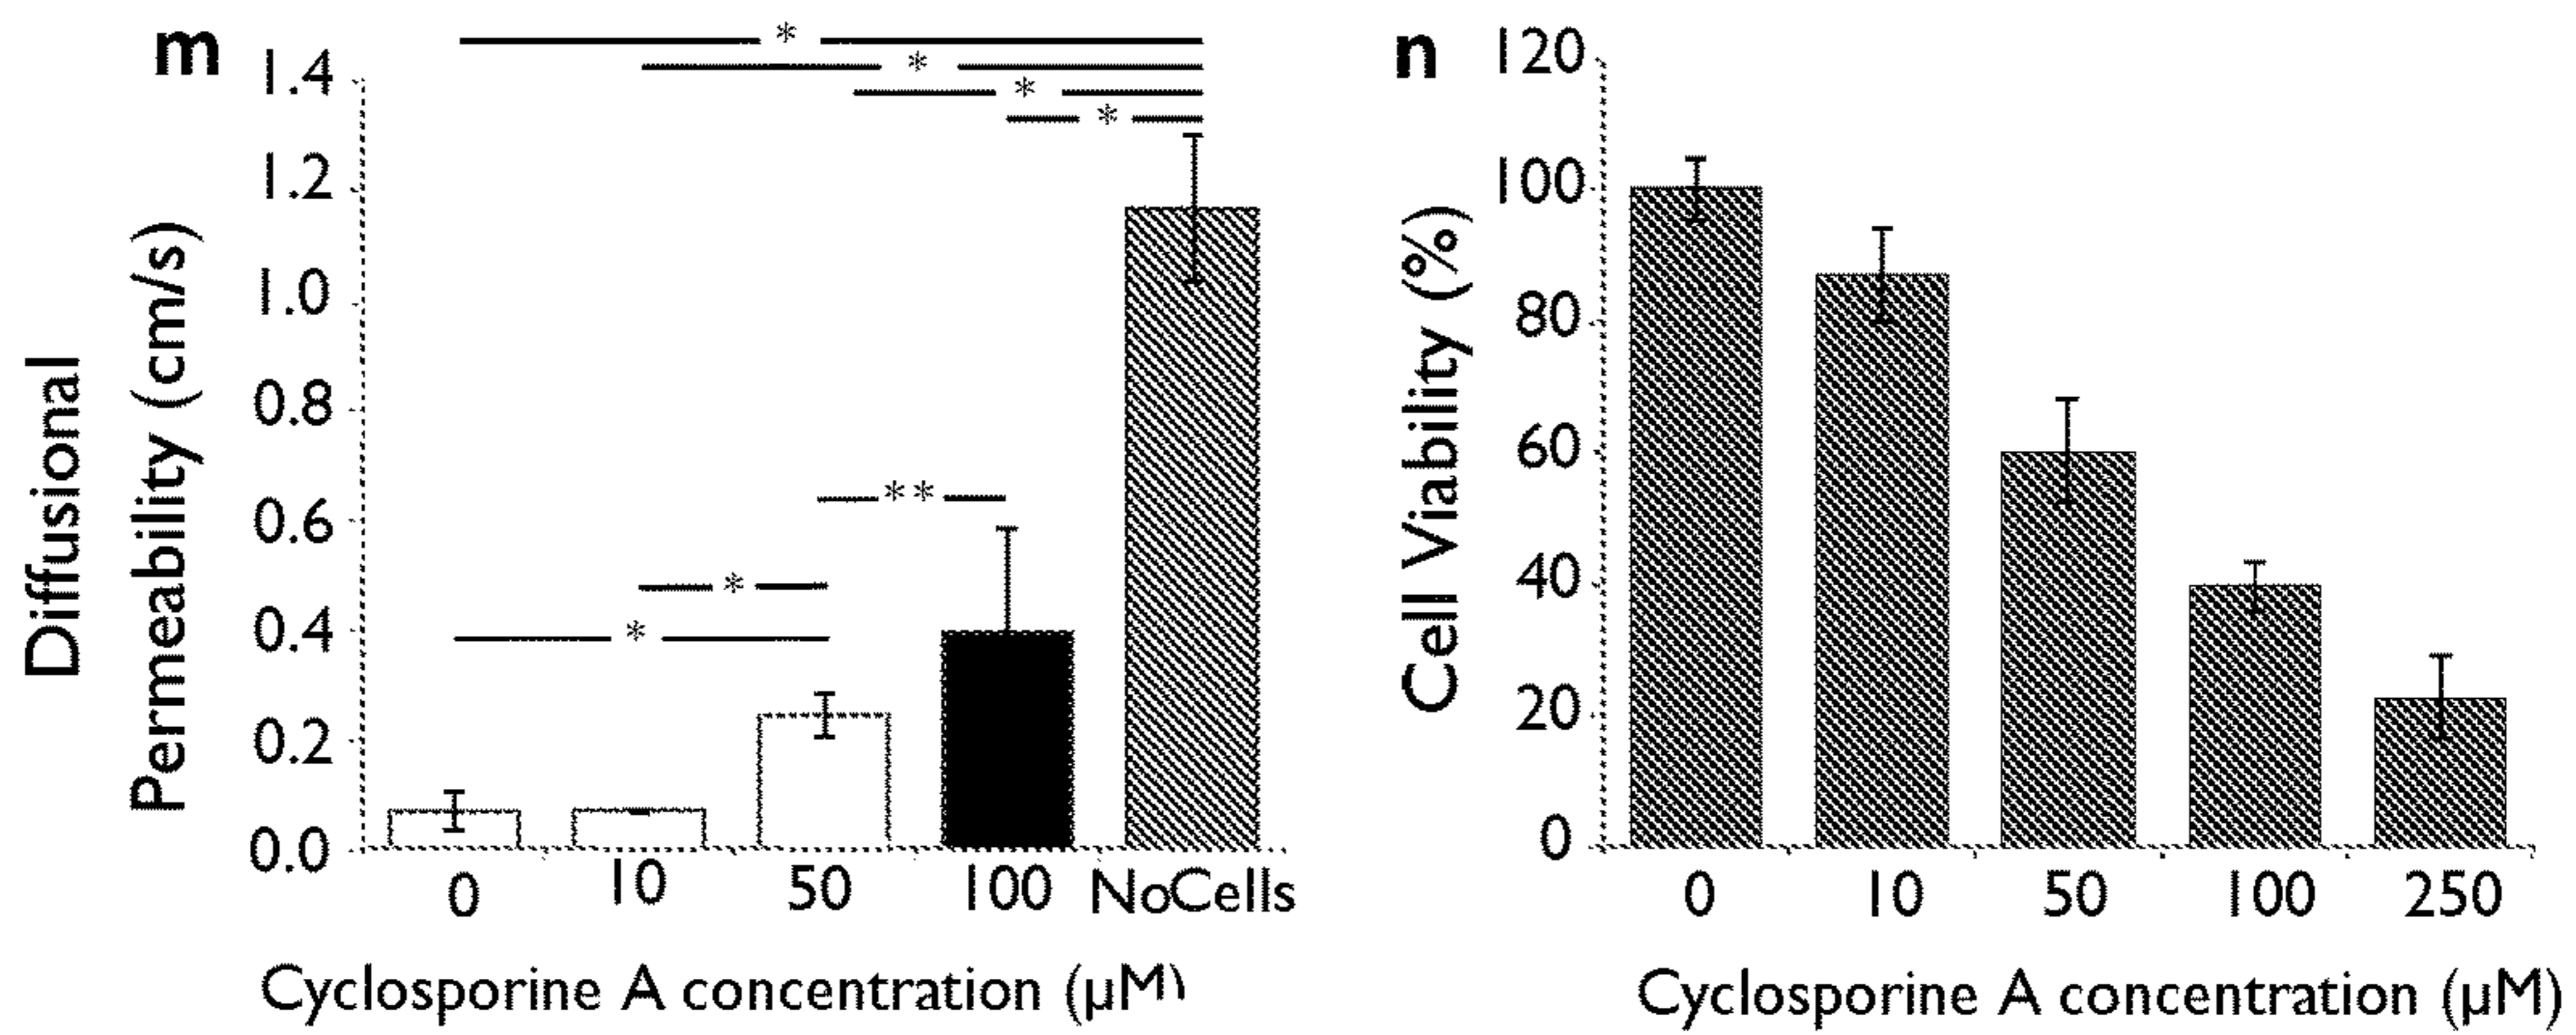 m
Diffusional
Permeability (cm/s)
1.4
1.2
1.0
0.8
0.6
0.4
0.2
0.0
*
*
*
*
**
*
*
0 10 50 100 NoCells
Cyclosporine A concentration (µM)
n
Cell Viability (%)
120
100
80
60
40
20
0
0 10 50 100 250
Cyclosporine A concentration (µM)